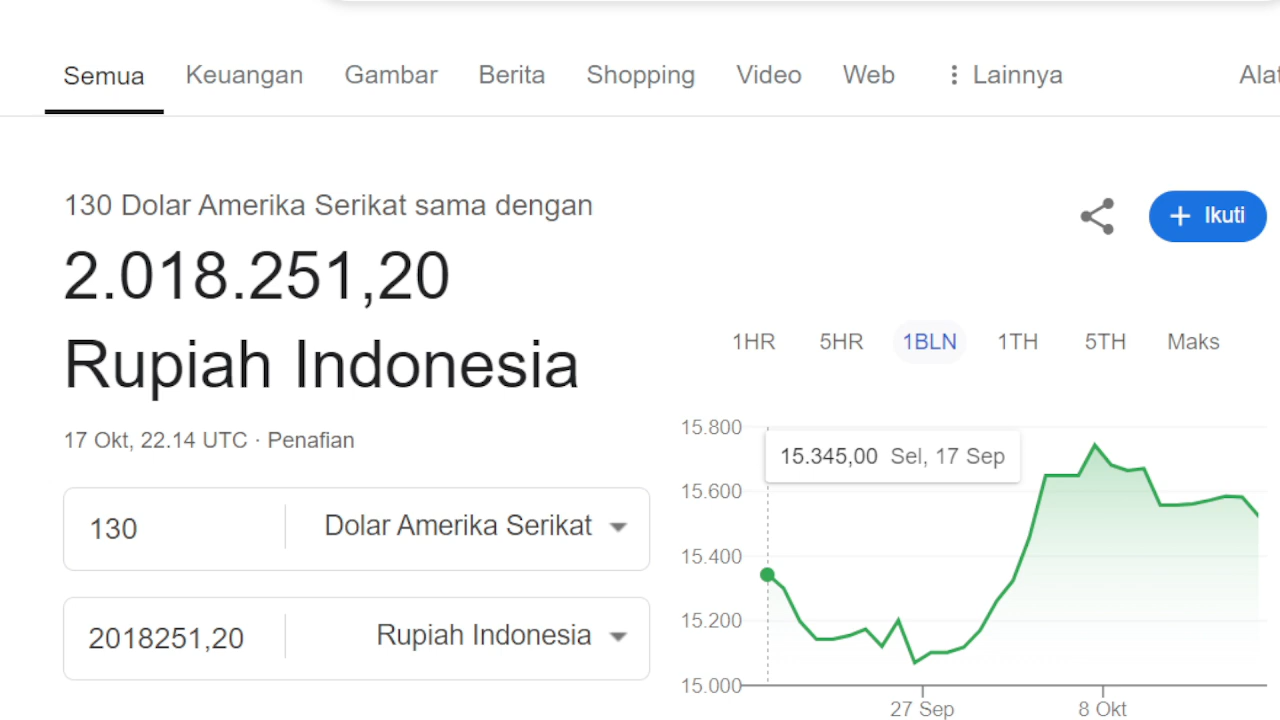 Semua Keuangan Gambar Berita Shopping Video Web Lainnya
130 Dolar Amerika Serikat sama dengan
2.018.251,20
Rupiah Indonesia
17 Okt, 22.14 UTC · Penafian
130 Dolar Amerika Serikat
2018251,20 Rupiah Indonesia
+ Ikuti
1HR 5HR 1BLN 1TH 5TH Maks
15.345,00 Sel, 17 Sep
15.800
15.600
15.400
15.200
15.000
27 Sep 8 Okt